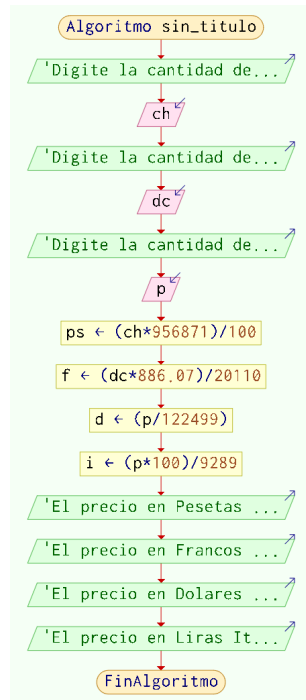 Algoritmo sin_titulo
'Digite la cantidad de...
ch
'Digite la cantidad de...
dc
'Digite la cantidad de...
p
ps ← (ch*956871)/100
f ← (dc*886.07)/20110
d ← (p/122499)
i ← (p*100)/9289
'El precio en Pesetas ...
'El precio en Francos ...
'El precio en Dolares ...
'El precio en Liras It...
FinAlgoritmo